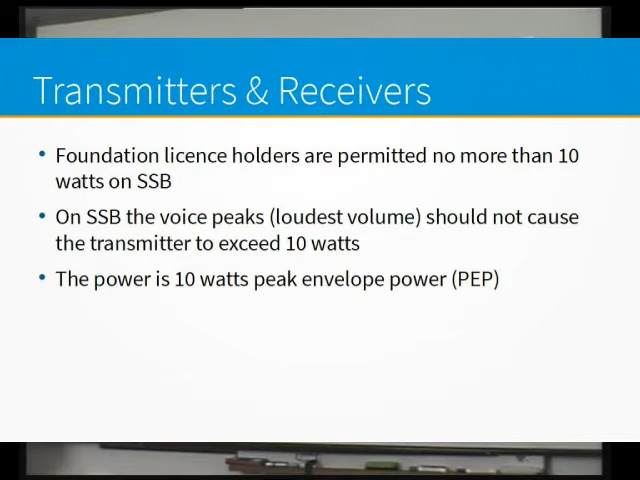 Transmitters & Receivers
• Foundation licence holders are permitted no more than 10
watts on SSB
• On SSB the voice peaks (loudest volume) should not cause
the transmitter to exceed 10 watts
• The power is 10 watts peak envelope power (PEP)